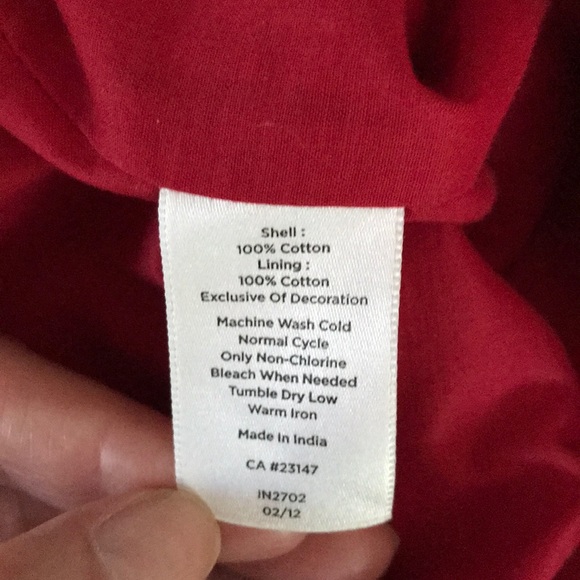 Shell :
100% Cotton
Lining :
100% Cotton
Exclusive Of Decoration
Machine Wash Cold
Normal Cycle
Only Non-Chlorine
Bleach When Needed
Tumble Dry Low
Warm Iron
Made In India
CA #23147
IN2702
02/12